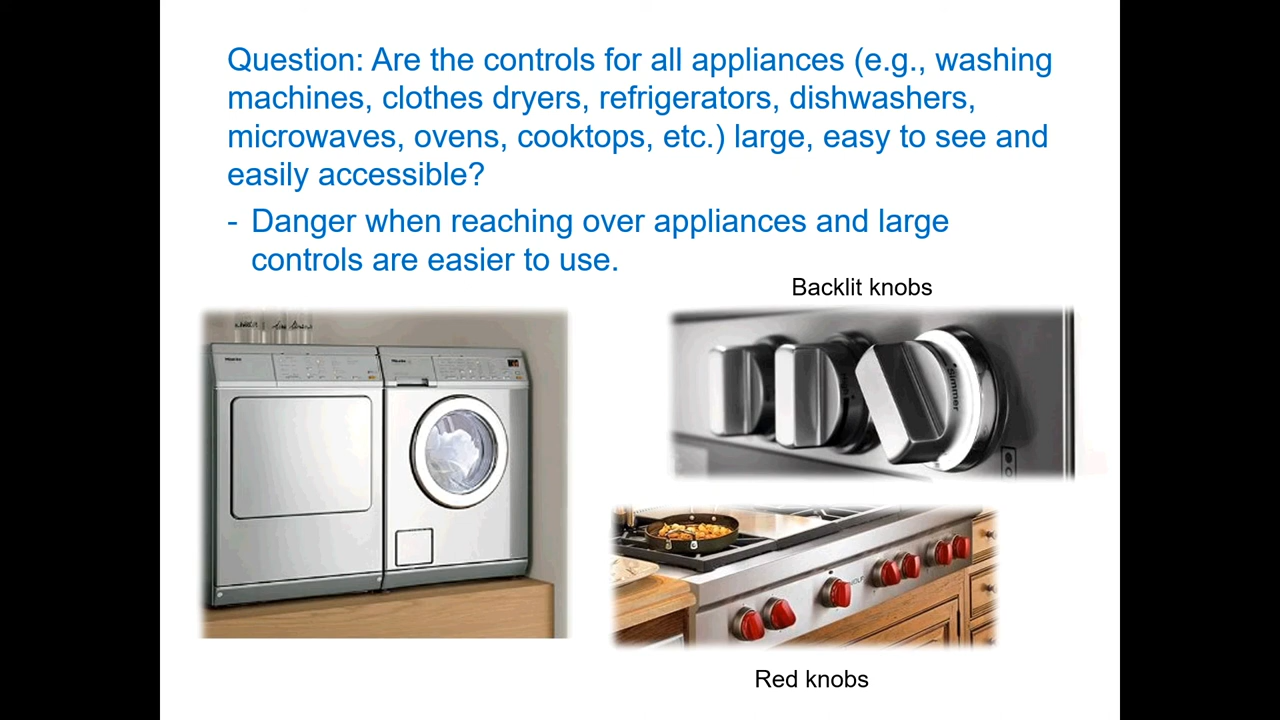 Question: Are the controls for all appliances (e.g., washing
machines, clothes dryers, refrigerators, dishwashers,
microwaves, ovens, cooktops, etc.) large, easy to see and
easily accessible?
- Danger when reaching over appliances and large
controls are easier to use.
Backlit knobs
Simmer
WOLF
Red knobs